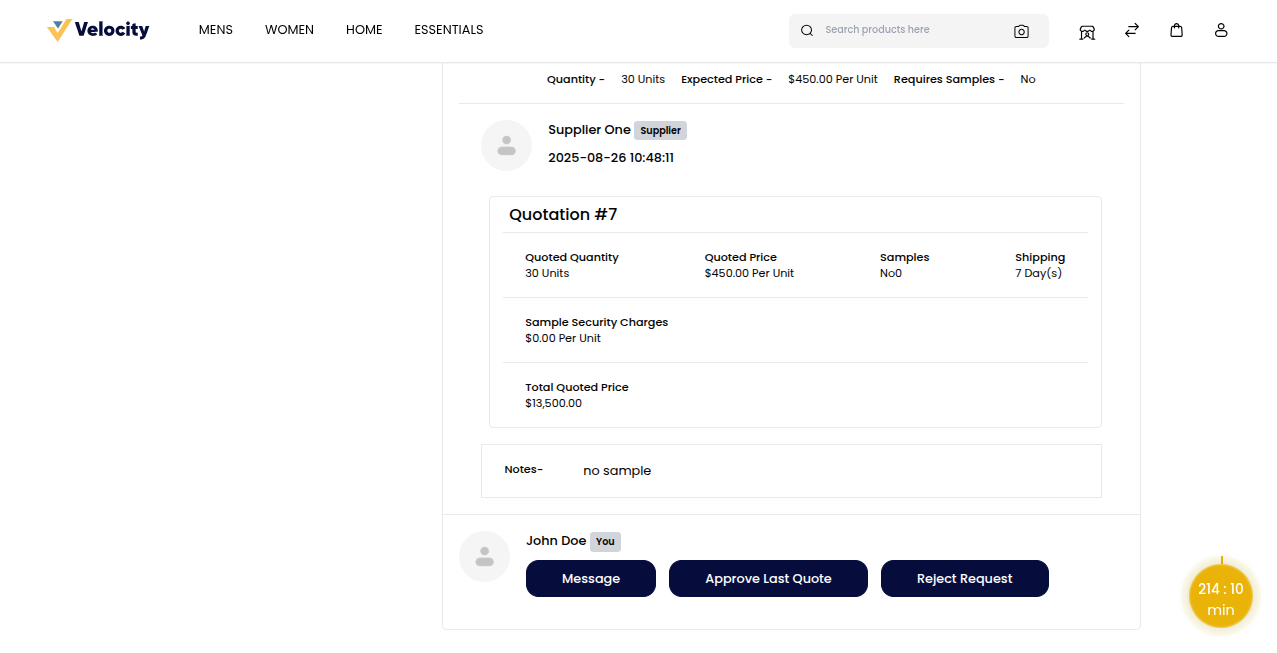 Velocity MENS WOMEN HOME ESSENTIALS Search products here
Quantity - 30 Units Expected Price - $450.00 Per Unit Requires Samples - No
Supplier One Supplier
2025-08-26 10:48:11
Quotation #7
Quoted Quantity Quoted Price Samples Shipping
30 Units $450.00 Per Unit No0 7 Day(s)
Sample Security Charges
$0.00 Per Unit
Total Quoted Price
$13,500.00
Notes- no sample
John Doe You
Message Approve Last Quote Reject Request
214 : 10
min